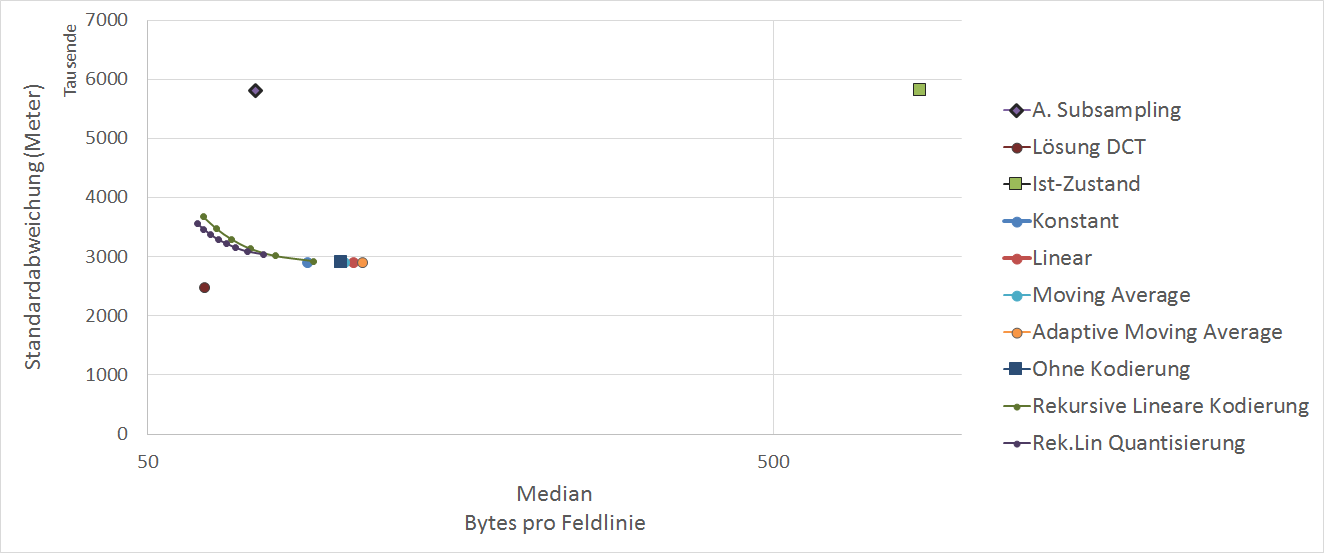 7000
6000
5000
4000
3000
2000
1000
0
Tausende
Standardabweichung (Meter)
50
500
Median
Bytes pro Feldlinie
A. Subsampling
Lösung DCT
Ist-Zustand
Konstant
Linear
Moving Average
Adaptive Moving Average
Ohne Kodierung
Rekursive Lineare Kodierung
Rek.Lin Quantisierung